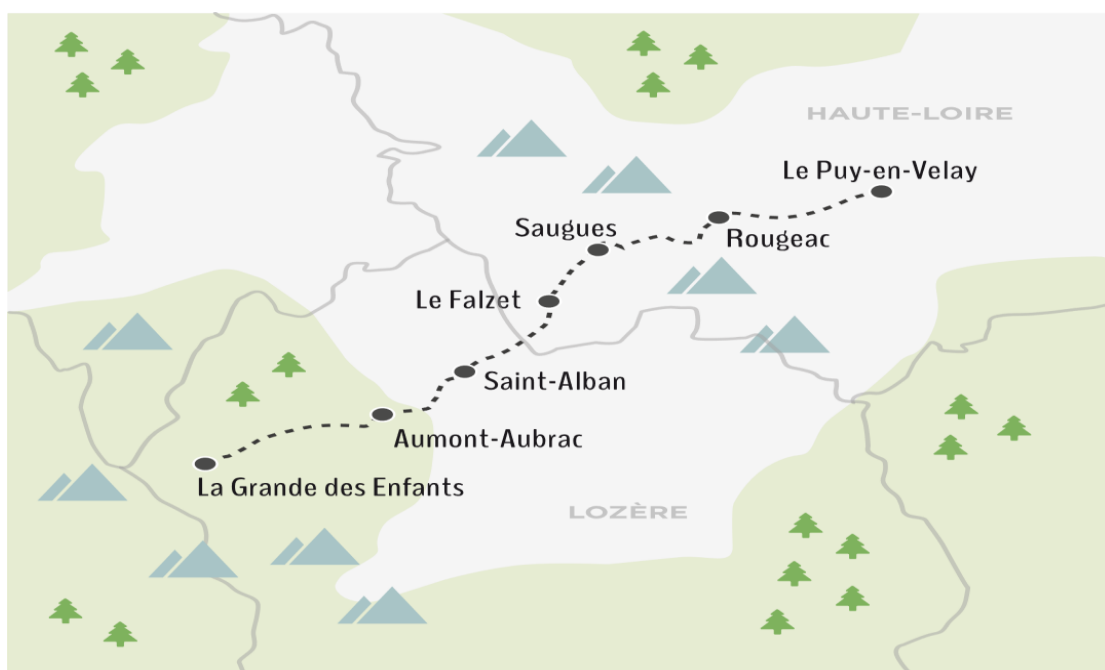 HAUTE-LOIRE
Le Puy-en-Velay
Saugues
Rougeac
Le Falzet
Saint-Alban
Aumont-Aubrac
La Grande des Enfants
LOZÈRE